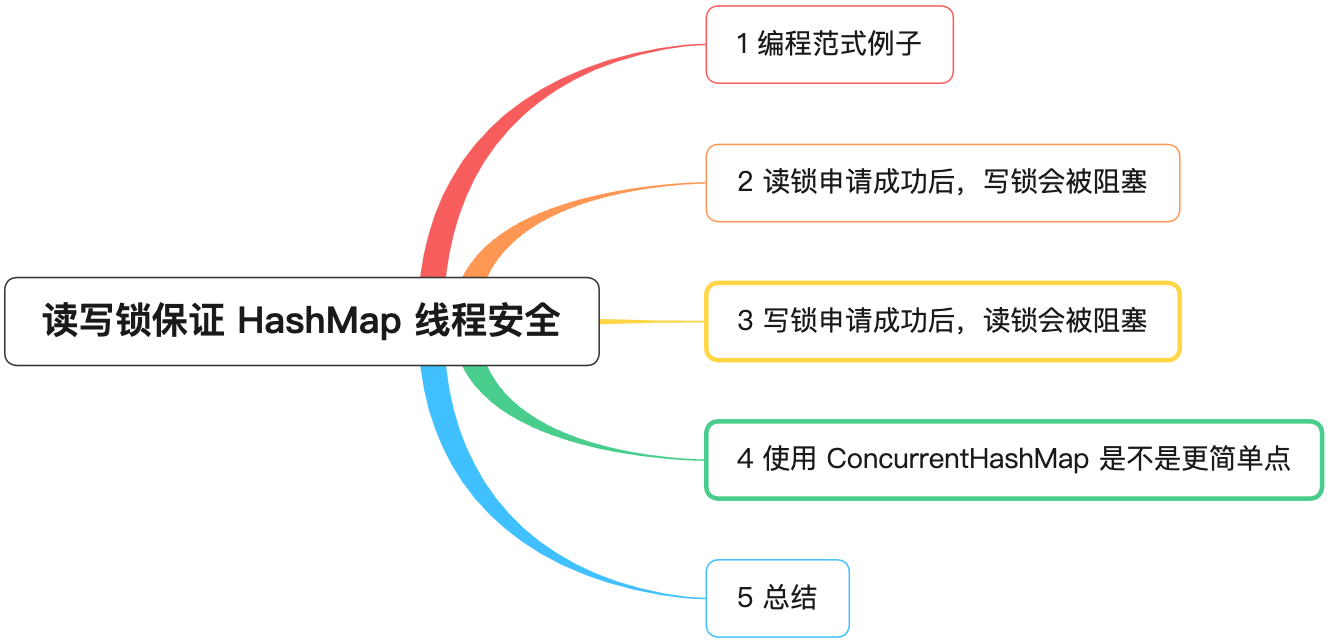 读写锁保证 HashMap 线程安全
1 编程范式例子
2 读锁申请成功后，写锁会被阻塞
3 写锁申请成功后，读锁会被阻塞
4 使用 ConcurrentHashMap 是不是更简单点
5 总结